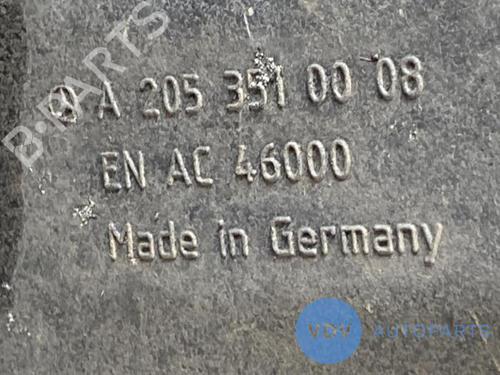 A 205 351 00 08
EN AC 46000
Made in Germany
B-PARTS
VDV AUTOPARTS